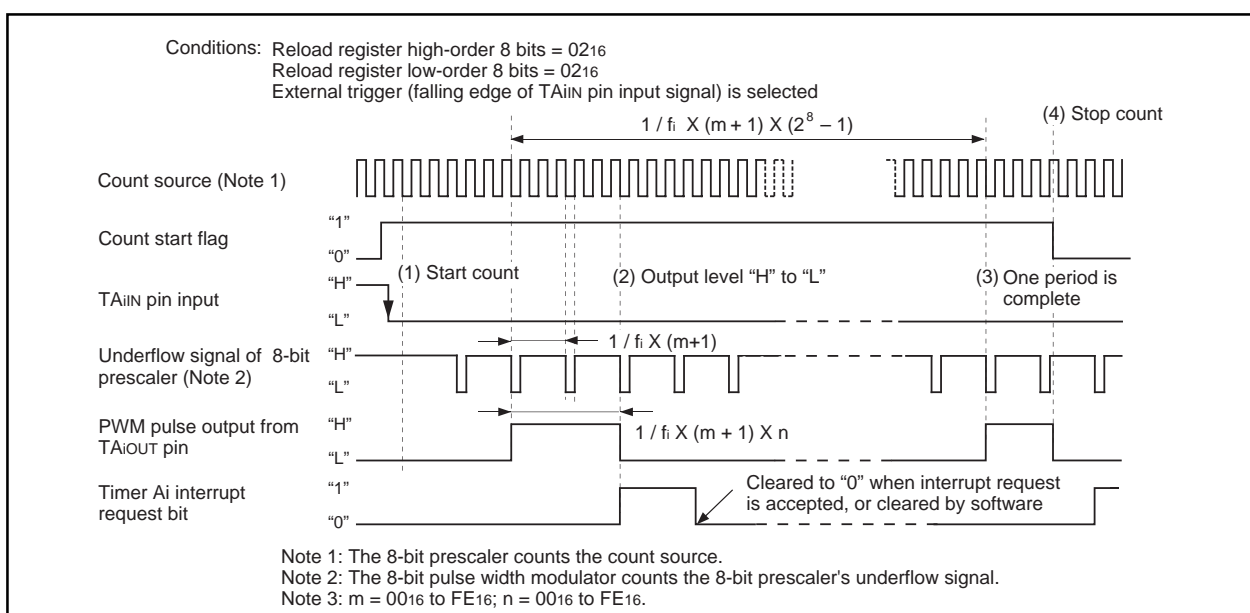 Conditions: Reload register high-order 8 bits = 0216
Reload register low-order 8 bits = 0216
External trigger (falling edge of TAiIN pin input signal) is selected
1 / fi X (m + 1) X (2⁸ – 1)
(4) Stop count
Count source (Note 1)
Count start flag
“1”
“0”
(1) Start count
(2) Output level “H” to “L”
(3) One period is
complete
TAiIN pin input
“H”
“L”
1 / fi X (m+1)
Underflow signal of 8-bit
prescaler (Note 2)
“H”
“L”
PWM pulse output from
TAiOUT pin
“H”
“L”
1 / fi X (m + 1) X n
Timer Ai interrupt
request bit
“1”
“0”
Cleared to “0” when interrupt request
is accepted, or cleared by software
Note 1: The 8-bit prescaler counts the count source.
Note 2: The 8-bit pulse width modulator counts the 8-bit prescaler's underflow signal.
Note 3: m = 0016 to FE16; n = 0016 to FE16.